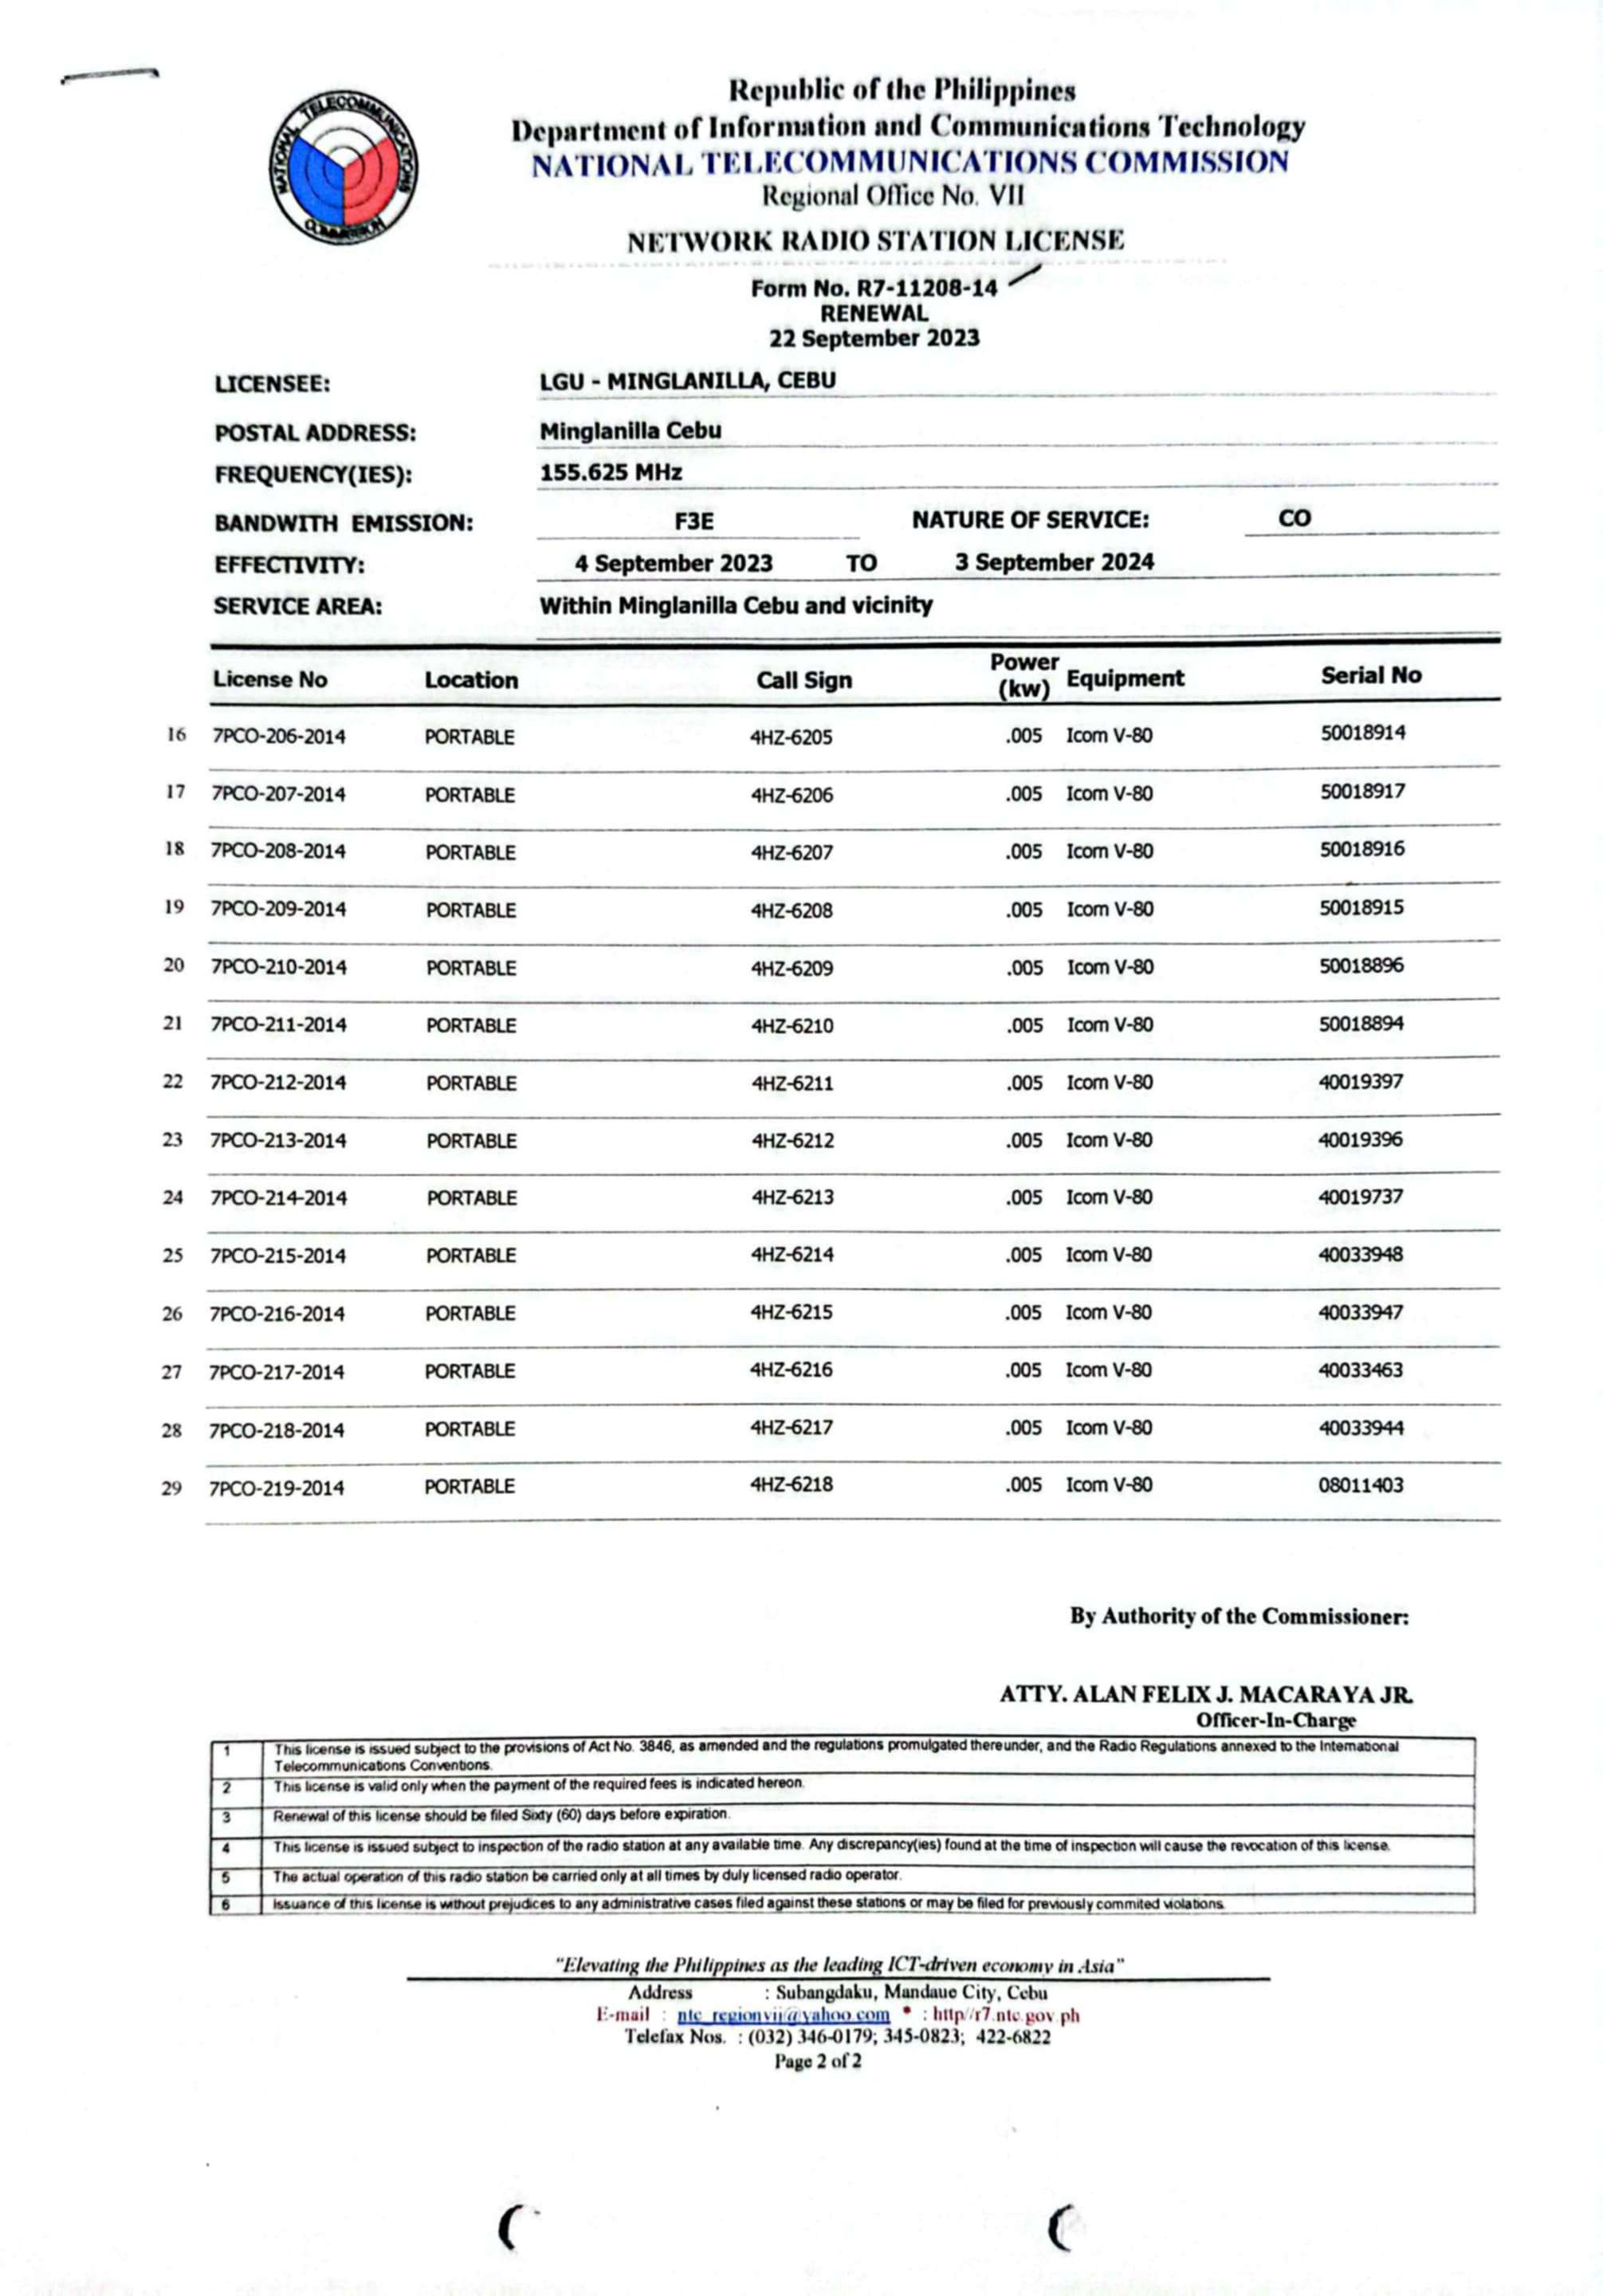 NATIONAL TELECOMMUNICATIONS COMMISSION
Republic of the Philippines
Department of Information and Communications Technology
NATIONAL TELECOMMUNICATIONS COMMISSION
Regional Office No. VII
NETWORK RADIO STATION LICENSE
Form No. R7-11208-14
RENEWAL
22 September 2023
LICENSEE: LGU - MINGLANILLA, CEBU
POSTAL ADDRESS: Minglanilla Cebu
FREQUENCY(IES): 155.625 MHz
BANDWITH EMISSION: F3E NATURE OF SERVICE: CO
EFFECTIVITY: 4 September 2023 TO 3 September 2024
SERVICE AREA: Within Minglanilla Cebu and vicinity
License No Location Call Sign Power (kw) Equipment Serial No
16 7PCO-206-2014 PORTABLE 4HZ-6205 .005 Icom V-80 50018914
17 7PCO-207-2014 PORTABLE 4HZ-6206 .005 Icom V-80 50018917
18 7PCO-208-2014 PORTABLE 4HZ-6207 .005 Icom V-80 50018916
19 7PCO-209-2014 PORTABLE 4HZ-6208 .005 Icom V-80 50018915
20 7PCO-210-2014 PORTABLE 4HZ-6209 .005 Icom V-80 50018896
21 7PCO-211-2014 PORTABLE 4HZ-6210 .005 Icom V-80 50018894
22 7PCO-212-2014 PORTABLE 4HZ-6211 .005 Icom V-80 40019397
23 7PCO-213-2014 PORTABLE 4HZ-6212 .005 Icom V-80 40019396
24 7PCO-214-2014 PORTABLE 4HZ-6213 .005 Icom V-80 40019737
25 7PCO-215-2014 PORTABLE 4HZ-6214 .005 Icom V-80 40033948
26 7PCO-216-2014 PORTABLE 4HZ-6215 .005 Icom V-80 40033947
27 7PCO-217-2014 PORTABLE 4HZ-6216 .005 Icom V-80 40033463
28 7PCO-218-2014 PORTABLE 4HZ-6217 .005 Icom V-80 40033944
29 7PCO-219-2014 PORTABLE 4HZ-6218 .005 Icom V-80 08011403
By Authority of the Commissioner:
ATTY. ALAN FELIX J. MACARAYA JR.
Officer-In-Charge
1 This license is issued subject to the provisions of Act No. 3846, as amended and the regulations promulgated thereunder, and the Radio Regulations annexed to the International
Telecommunications Conventions.
2 This license is valid only when the payment of the required fees is indicated hereon.
3 Renewal of this license should be filed Sixty (60) days before expiration.
4 This license is issued subject to inspection of the radio station at any available time. Any discrepancy(ies) found at the time of inspection will cause the revocation of this license.
5 The actual operation of this radio station be carried only at all times by duly licensed radio operator.
6 Issuance of this license is without prejudices to any administrative cases filed against these stations or may be filed for previously commited violations.
"Elevating the Philippines as the leading ICT-driven economy in Asia"
Address : Subangdaku, Mandaue City, Cebu
E-mail : ntc_regionvii@yahoo.com * : http//r7.ntc.gov.ph
Telefax Nos. : (032) 346-0179; 345-0823; 422-6822
Page 2 of 2